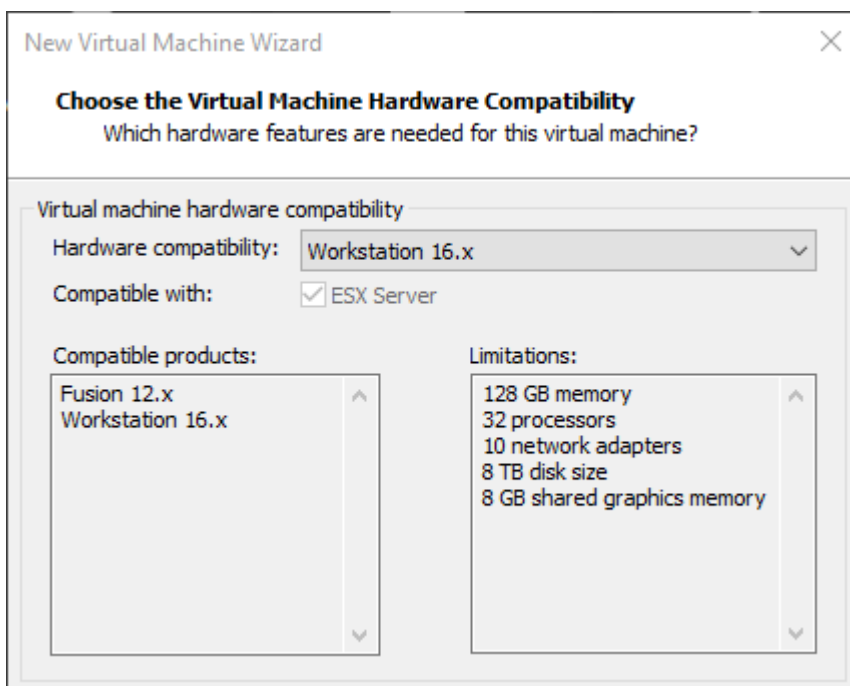 New Virtual Machine Wizard
Choose the Virtual Machine Hardware Compatibility
Which hardware features are needed for this virtual machine?
Virtual machine hardware compatibility
Hardware compatibility: Workstation 16.x
Compatible with: ESX Server
Compatible products:
Fusion 12.x
Workstation 16.x
Limitations:
128 GB memory
32 processors
10 network adapters
8 TB disk size
8 GB shared graphics memory